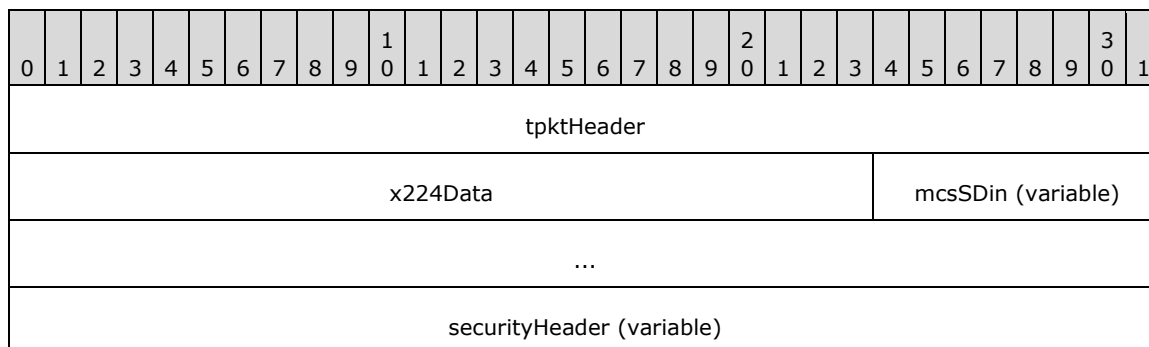 1 2 3
0 1 2 3 4 5 6 7 8 9 0 1 2 3 4 5 6 7 8 9 0 1 2 3 4 5 6 7 8 9 0 1
tpktHeader
x224Data mcsSDin (variable)
...
securityHeader (variable)